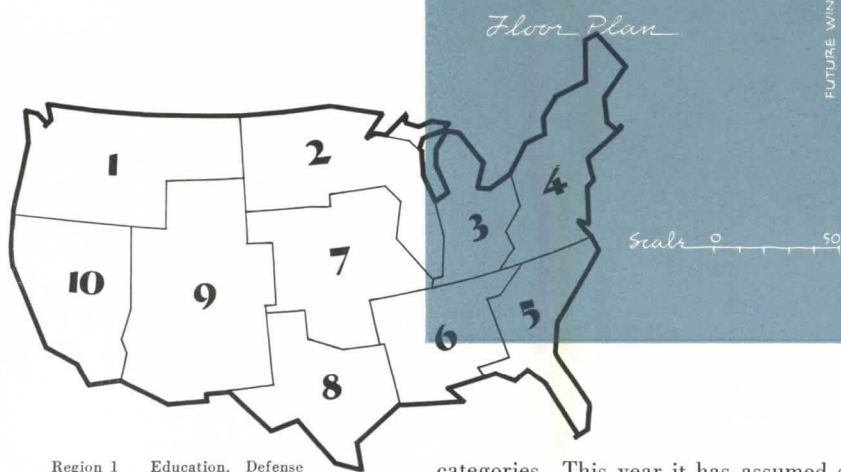 Floor Plan
FUTURE WIN
1
2
3
4
Scale 0 50
5
6
7
8
9
10
Region 1 Education, Defense
categories. This year it has assumed